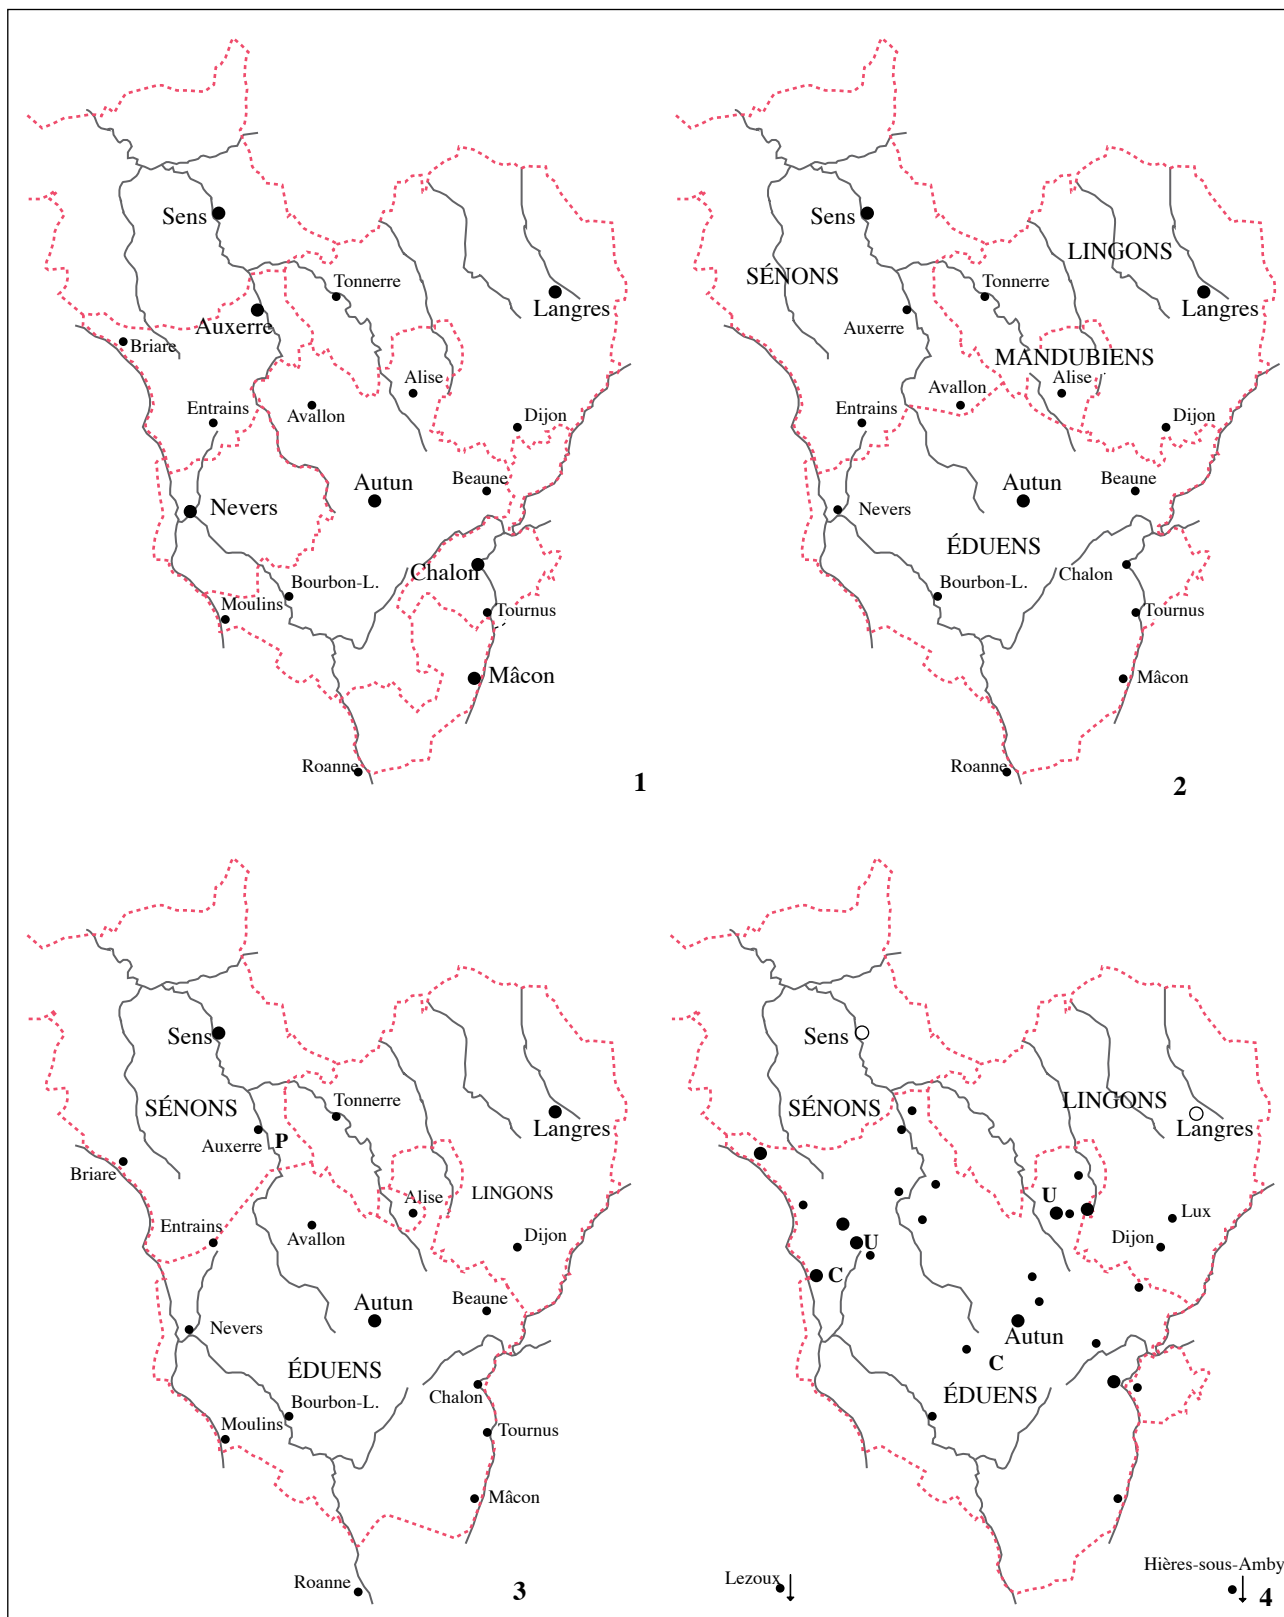 Sens
Tonnerre
Langres
Auxerre
Briare
Alise
Entrains
Avallon
Dijon
Beaune
Autun
Nevers
Chalon
Bourbon-L.
Moulins
Tournus
Mâcon
Roanne
1
Sens
LINGONS
SÉNONS
Tonnerre
Langres
Auxerre
MANDUBIENS
Alise
Avallon
Entrains
Dijon
Beaune
Autun
Nevers
ÉDUENS
Chalon
Bourbon-L.
Tournus
Mâcon
Roanne
2
Sens
Tonnerre
SÉNONS
Langres
Auxerre
P
Briare
Alise
LINGONS
Entrains
Avallon
Dijon
Beaune
Autun
Nevers
ÉDUENS
Chalon
Bourbon-L.
Moulins
Tournus
Mâcon
Roanne
3
Sens
LINGONS
SÉNONS
Langres
U
Lux
U
Dijon
C
Autun
C
ÉDUENS
Lezoux
Hières-sous-Amby
4